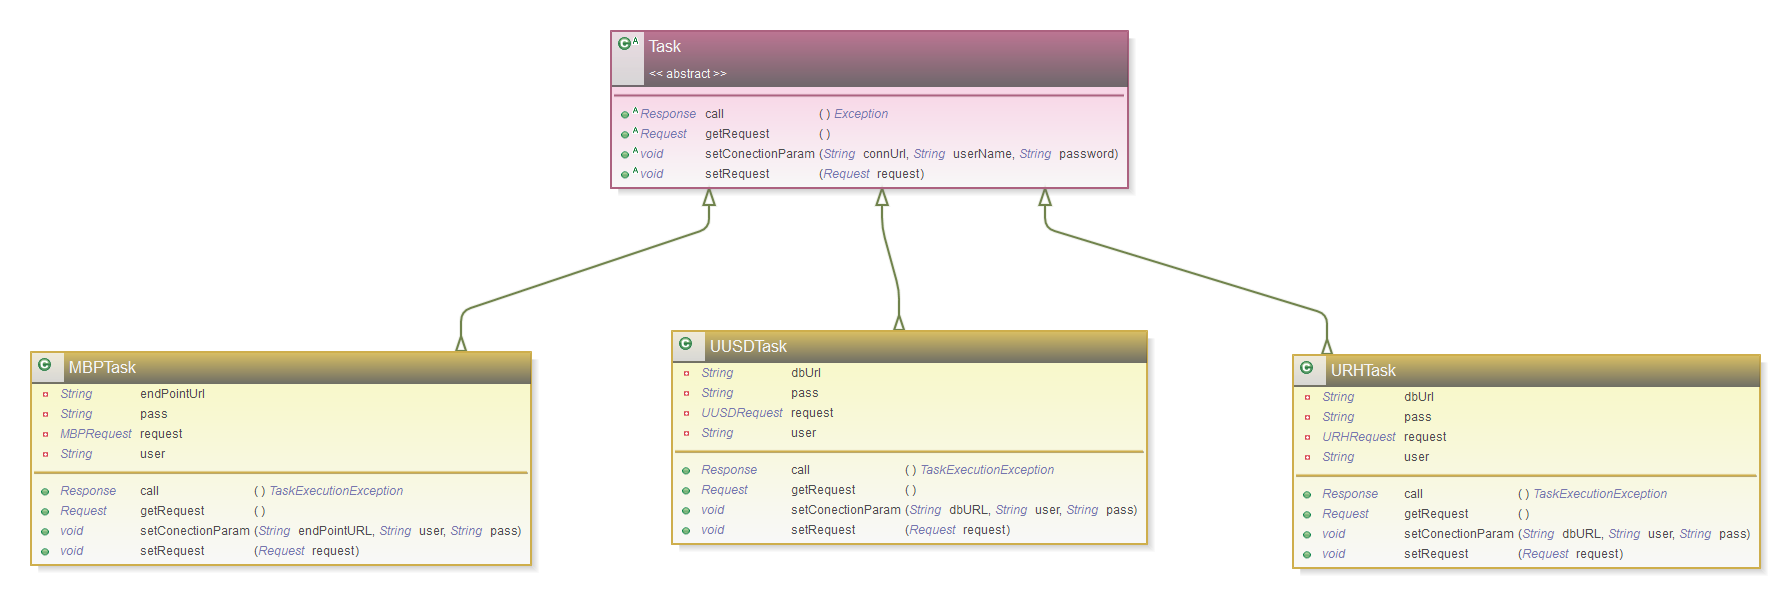 C A Task
<< abstract >>
A Response call ( ) Exception
A Request getRequest ( )
A void setConectionParam (String connUrl, String userName, String password)
A void setRequest (Request request)
C MBPTask
String endPointUrl
String pass
MBPRequest request
String user
Response call ( ) TaskExecutionException
Request getRequest ( )
void setConectionParam (String endPointURL, String user, String pass)
void setRequest (Request request)
C UUSDTask
String dbUrl
String pass
UUSDRequest request
String user
Response call ( ) TaskExecutionException
Request getRequest ( )
void setConectionParam (String dbURL, String user, String pass)
void setRequest (Request request)
C URHTask
String dbUrl
String pass
URHRequest request
String user
Response call ( ) TaskExecutionException
Request getRequest ( )
void setConectionParam (String dbURL, String user, String pass)
void setRequest (Request request)